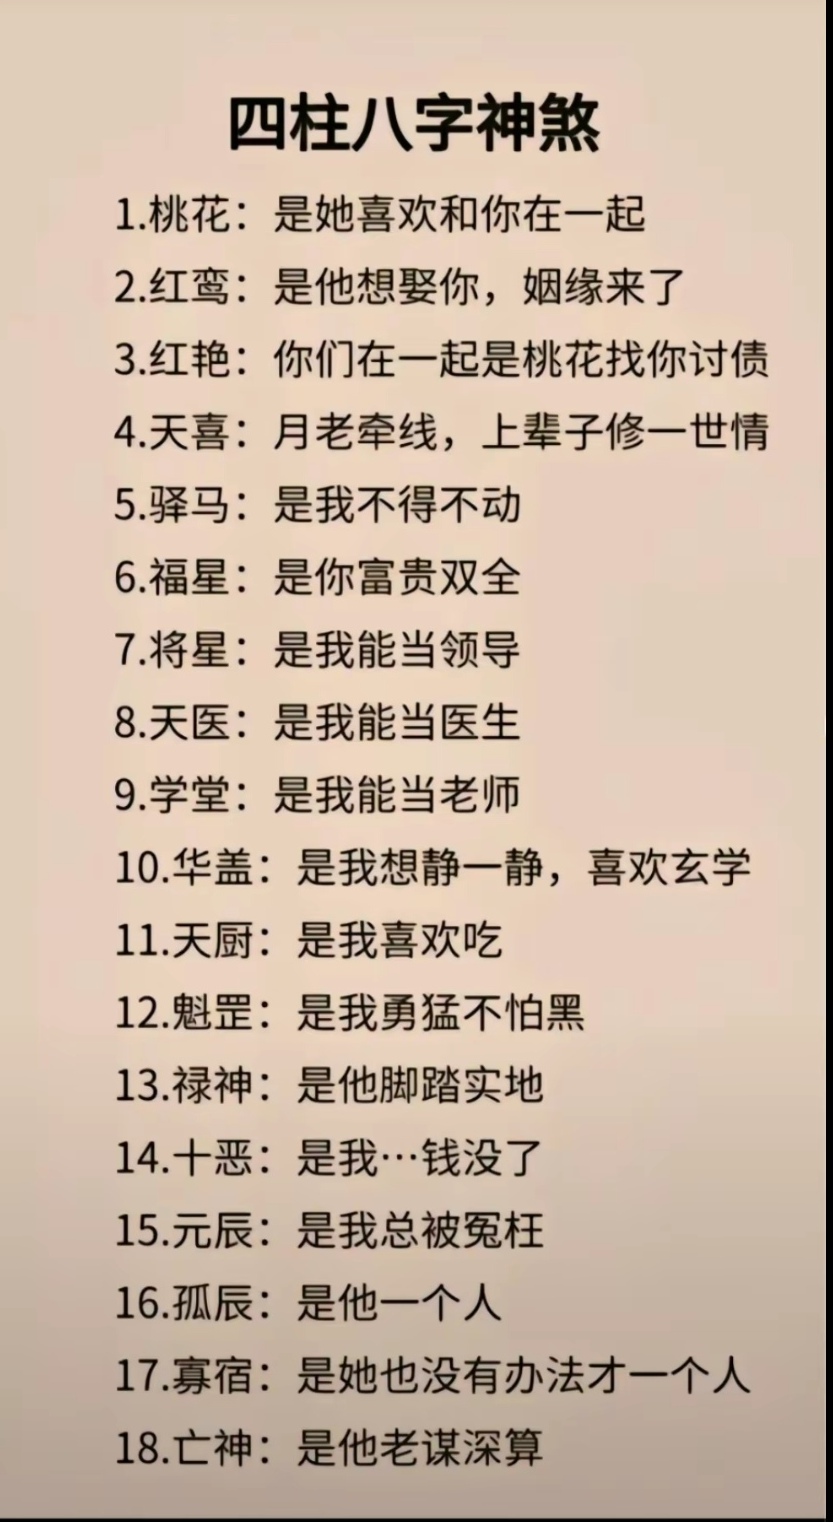 四柱八字神煞
1.桃花：是她喜欢和你在一起
2.红鸾：是他想娶你，姻缘来了
3.红艳：你们在一起是桃花找你讨债
4.天喜：月老牵线，上辈子修一世情
5.驿马：是我不得不动
6.福星：是你富贵双全
7.将星：是我能当领导
8.天医：是我能当医生
9.学堂：是我能当老师
10.华盖：是我想静一静，喜欢玄学
11.天厨：是我喜欢吃
12.魁罡：是我勇猛不怕黑
13.禄神：是他脚踏实地
14.十恶：是我…钱没了
15.元辰：是我总被冤枉
16.孤辰：是他一个人
17.寡宿：是她也没有办法才一个人
18.亡神：是他老谋深算